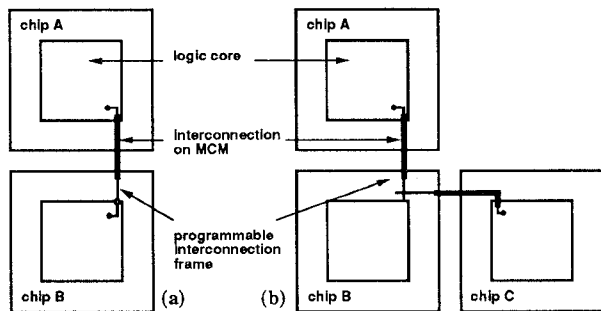 chip A
chip A
logic core
interconnection
on MCM
programmable
interconnection
frame
chip B
(a)
(b)
chip B
chip C